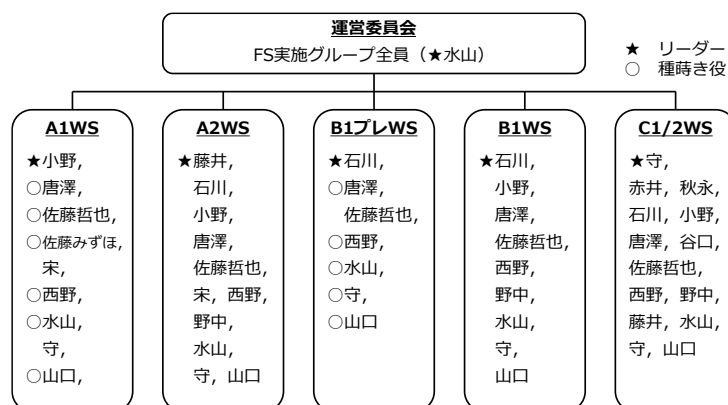 運営委員会
FS実施グループ全員（★水山）
★ リーダー
○ 種蒔き役
A1WS
★小野,
○唐澤,
○佐藤哲也,
○佐藤みずほ,
宋,
○西野,
○水山,
守,
○山口,
A2WS
★藤井,
石川,
小野,
唐澤,
佐藤哲也,
宋, 西野,
野中,
水山,
守, 山口
B1プレWS
★石川,
○唐澤,
佐藤哲也,
○西野,
○水山,
○守,
○山口
B1WS
★石川,
小野,
唐澤,
佐藤哲也,
西野,
野中,
水山,
守,
山口
C1/2WS
★守,
赤井, 秋永,
石川, 小野,
唐澤, 谷口,
佐藤哲也,
西野, 野中,
藤井, 水山,
守, 山口